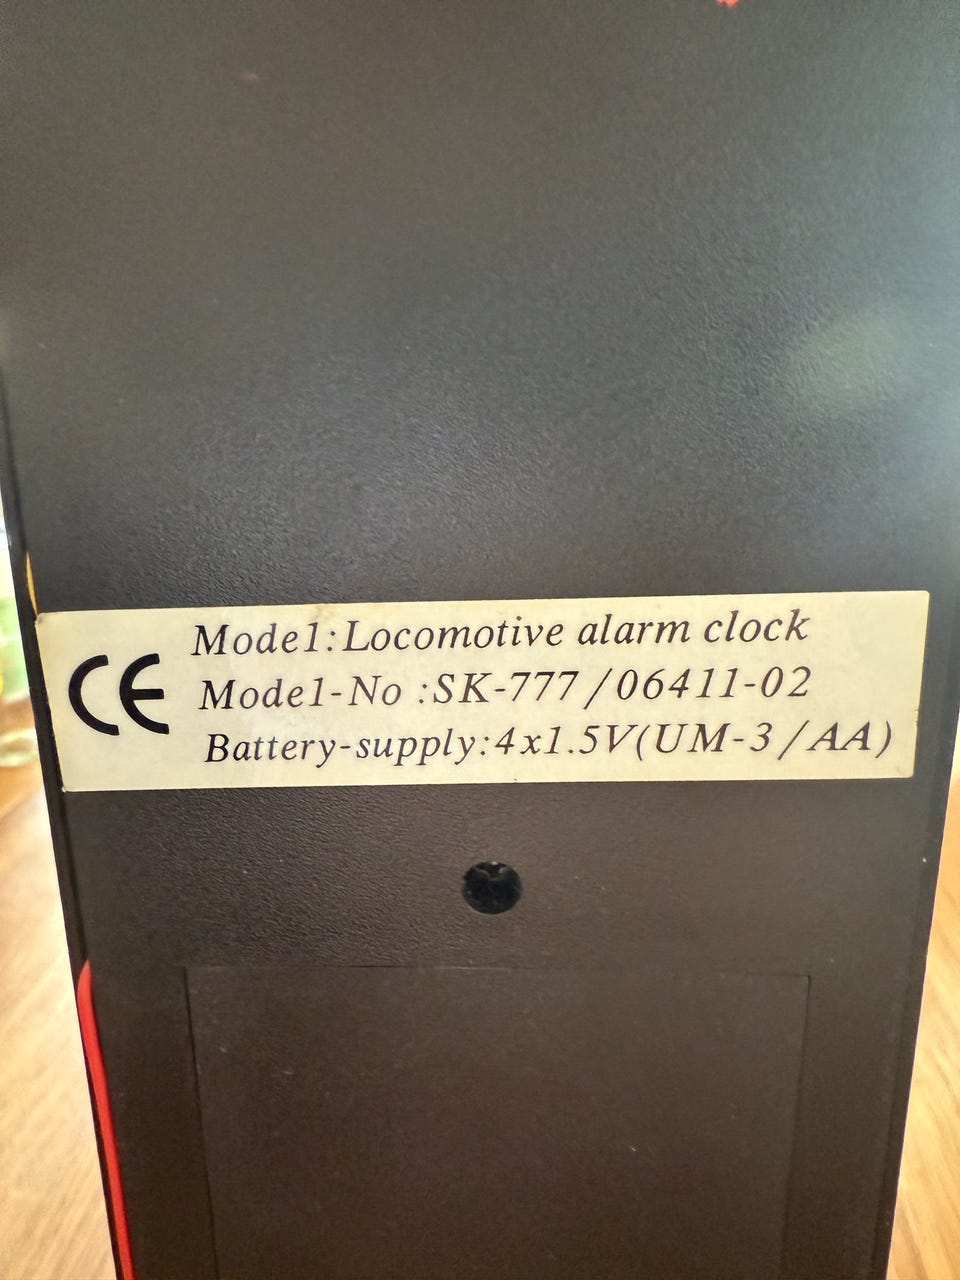 CE
Model:Locomotive alarm clock
Model-No :SK-777/06411-02
Battery-supply:4x1.5V(UM-3/AA)